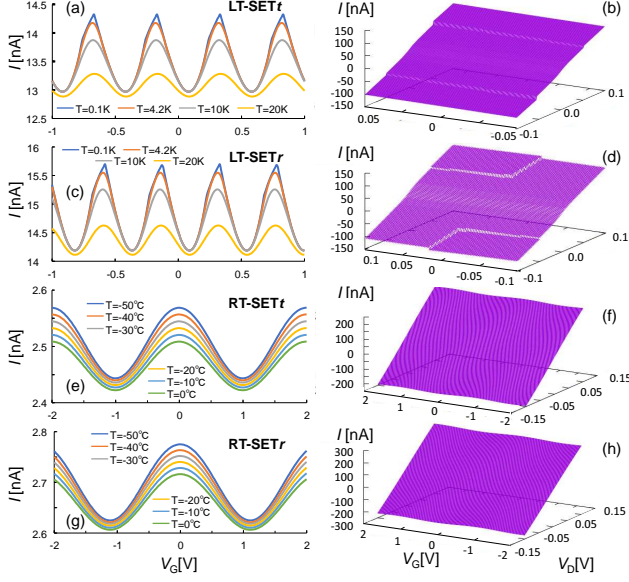 (a) LT-SETt
I [nA]
14.5
14
13.5
13
12.5
T=0.1K T=4.2K T=10K T=20K
-1 -0.5 0 0.5 1
(b)
I [nA]
150
100
50
0
-50
-100
-150
0.05 0 -0.05
-0.1 0 0.1
(c) LT-SETr
I [nA]
16
15.5
15
14.5
14
T=0.1K T=4.2K
T=10K T=20K
-1 -0.5 0 0.5 1
(d)
I [nA]
150
100
50
0
-50
-100
-150
0.1 0.05 0 -0.05
-0.1 0 0.1
(e) RT-SETt
I [nA]
2.6
2.5
2.4
T=-50°C
T=-40°C
T=-30°C
T=-20°C
T=-10°C
T=0°C
-2 -1 0 1 2
(f)
I [nA]
200
100
0
-100
-200
2 1 0 -1 -2
-0.15 -0.05 0.05 0.15
(g) RT-SETr
I [nA]
2.8
2.7
2.6
T=-50°C
T=-40°C
T=-30°C
T=-20°C
T=-10°C
T=0°C
-2 -1 0 1 2
VG[V]
(h)
I [nA]
300
200
100
0
-100
-200
-300
2 1 0 -1 -2
-0.15 -0.05 0.05 0.15
VG[V] VD[V]